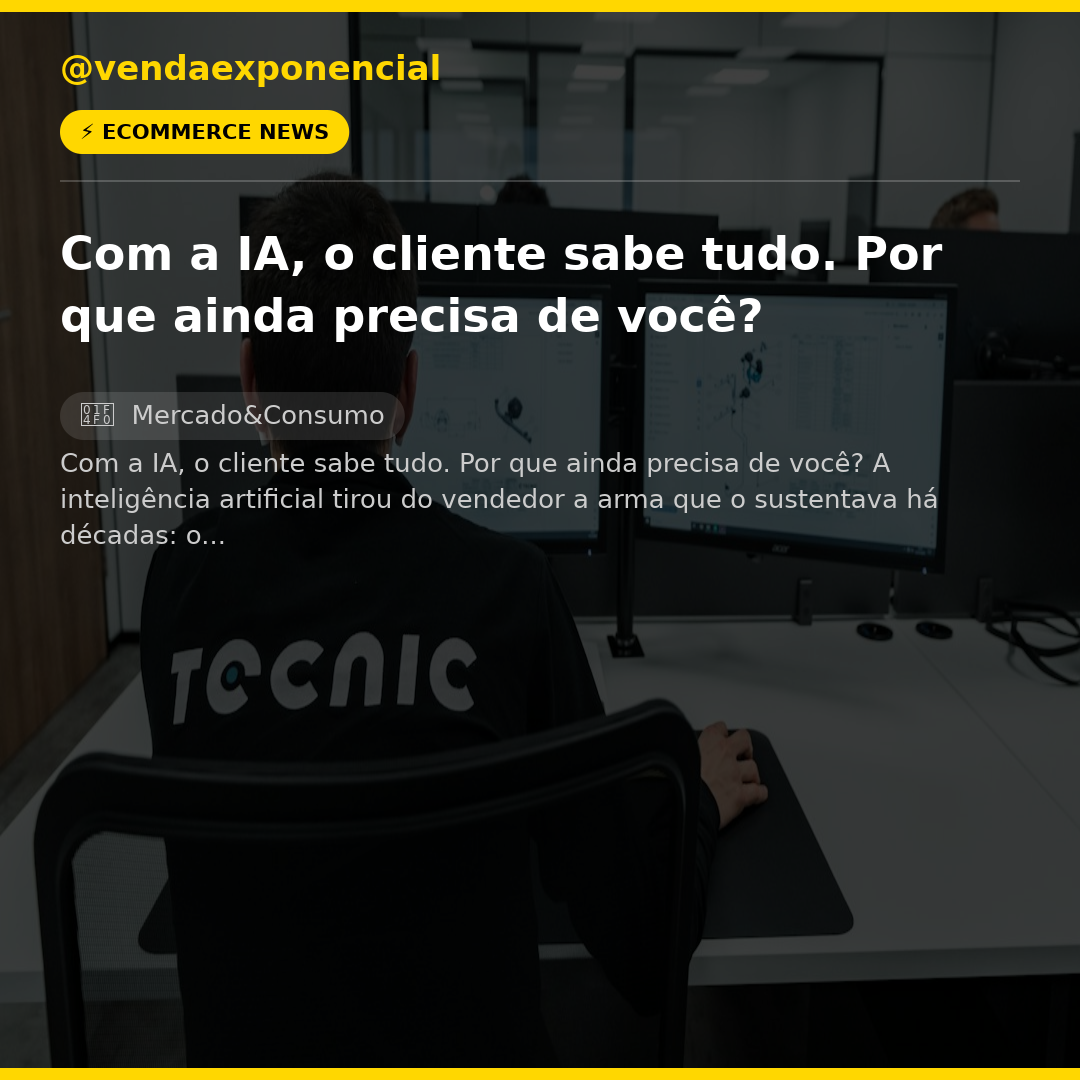 @vendaexponencial
⚡ ECOMMERCE NEWS
Com a IA, o cliente sabe tudo. Por
que ainda precisa de você?
Mercado&Consumo
Com a IA, o cliente sabe tudo. Por que ainda precisa de você? A
inteligência artificial tirou do vendedor a arma que o sustentava há
décadas: o...
TECNIC